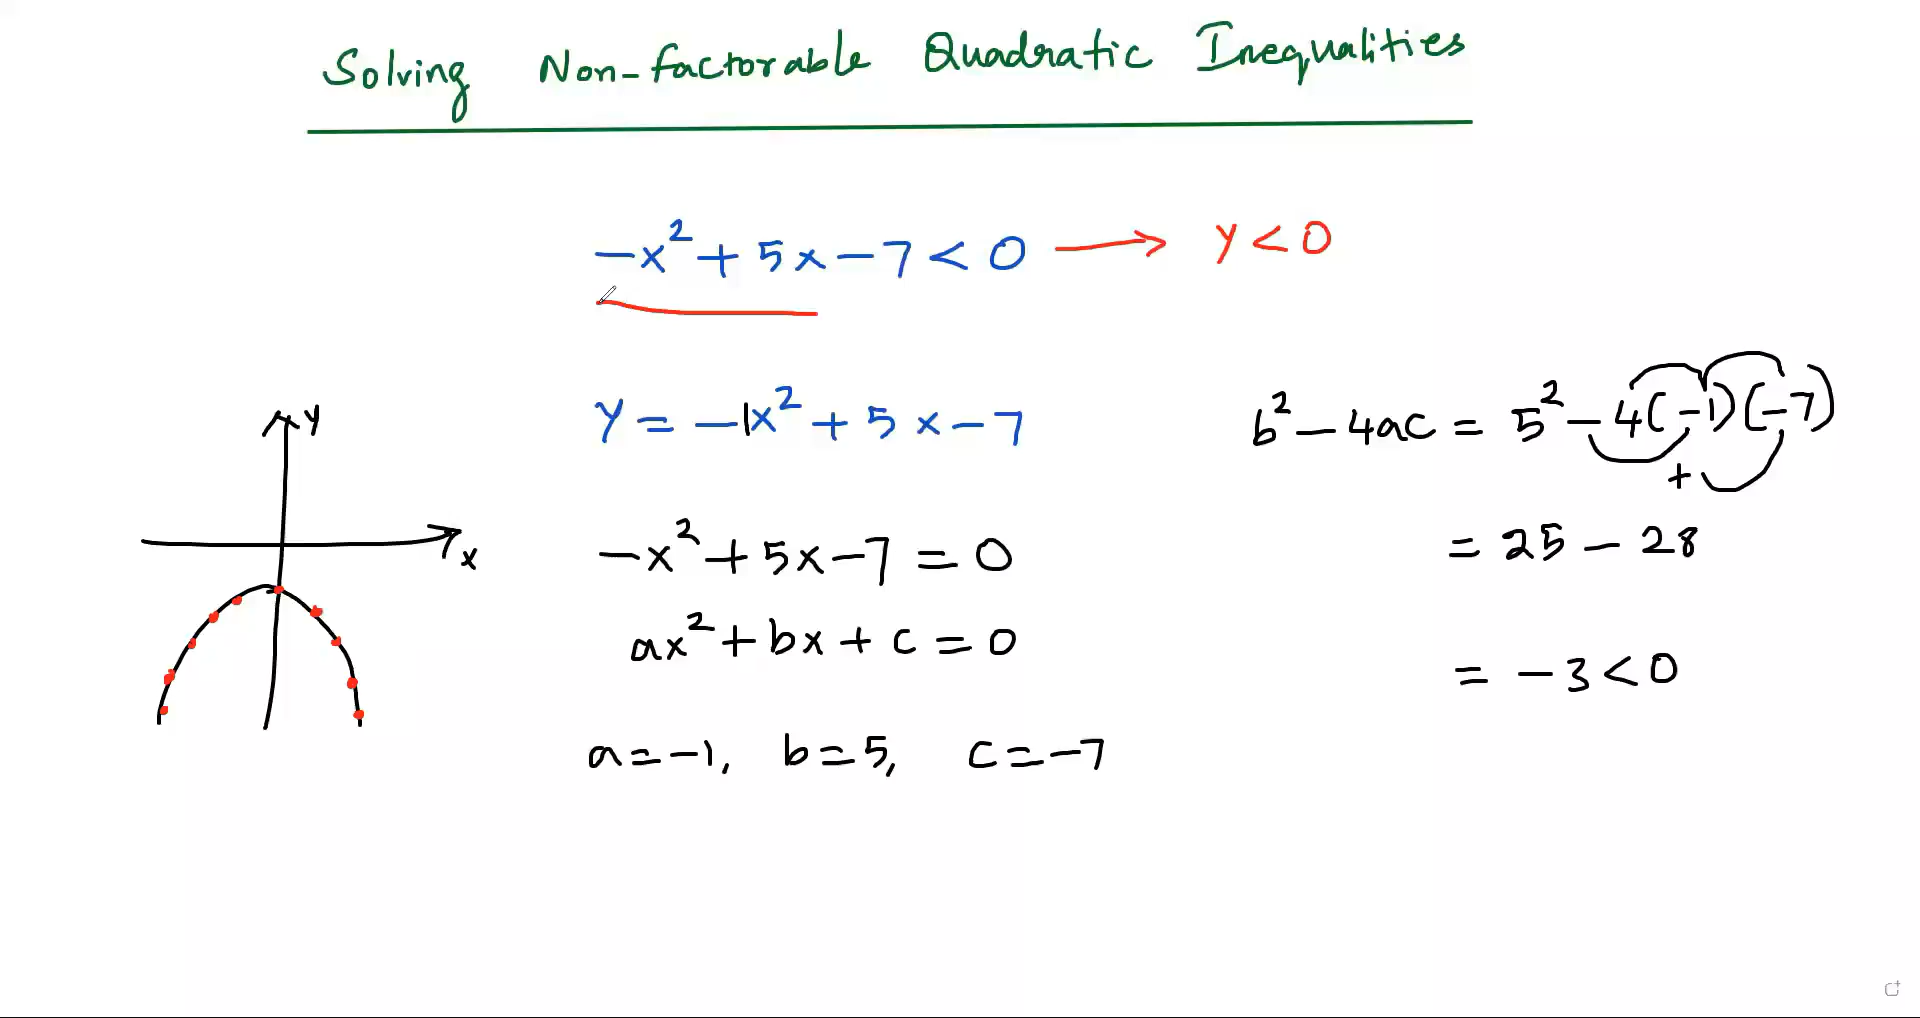 Solving Non-factorable Quadratic Inequalities
-x² + 5x - 7 < 0 → y < 0
y = -1x² + 5x - 7
b² - 4ac = 5² - 4(-1)(-7)
+
y
x
-x² + 5x - 7 = 0
= 25 - 28
ax² + bx + c = 0
= -3 < 0
a = -1, b = 5, c = -7